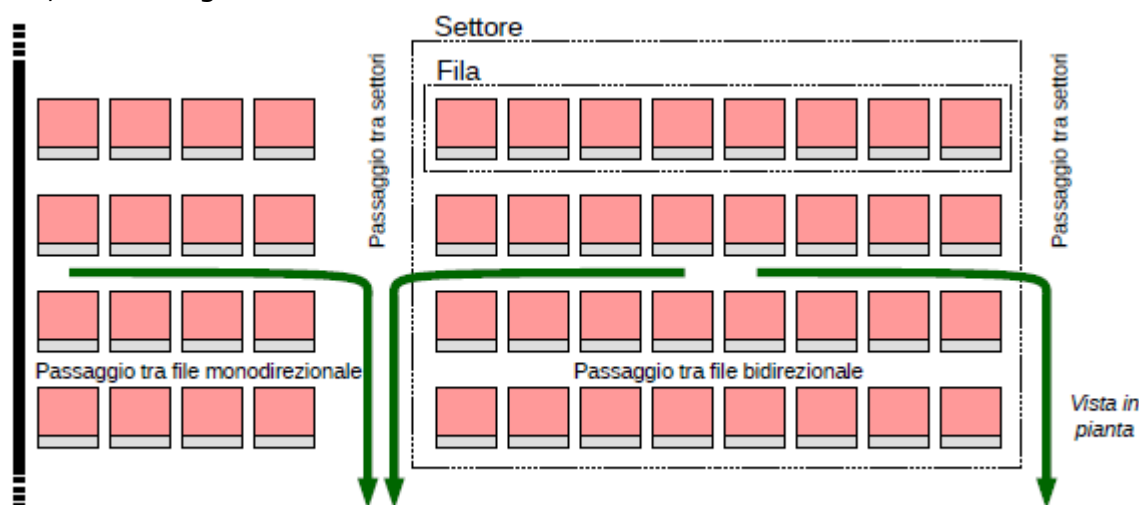 Settore
Fila
Passaggio tra settori
Passaggio tra settori
Passaggio tra file monodirezionale
Passaggio tra file bidirezionale
Vista in
pianta